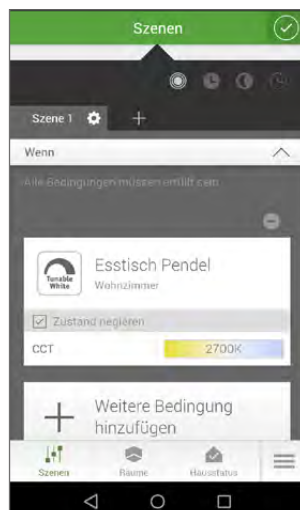 Szenen
Szene 1
Wenn
Alle Bedingungen müssen erfüllt sein
Esstisch Pendel
Tunable
White
Wohnzimmer
Zustand negieren
CCT 2700K
Weitere Bedingung
hinzufügen
Szenen Räume Hausstatus